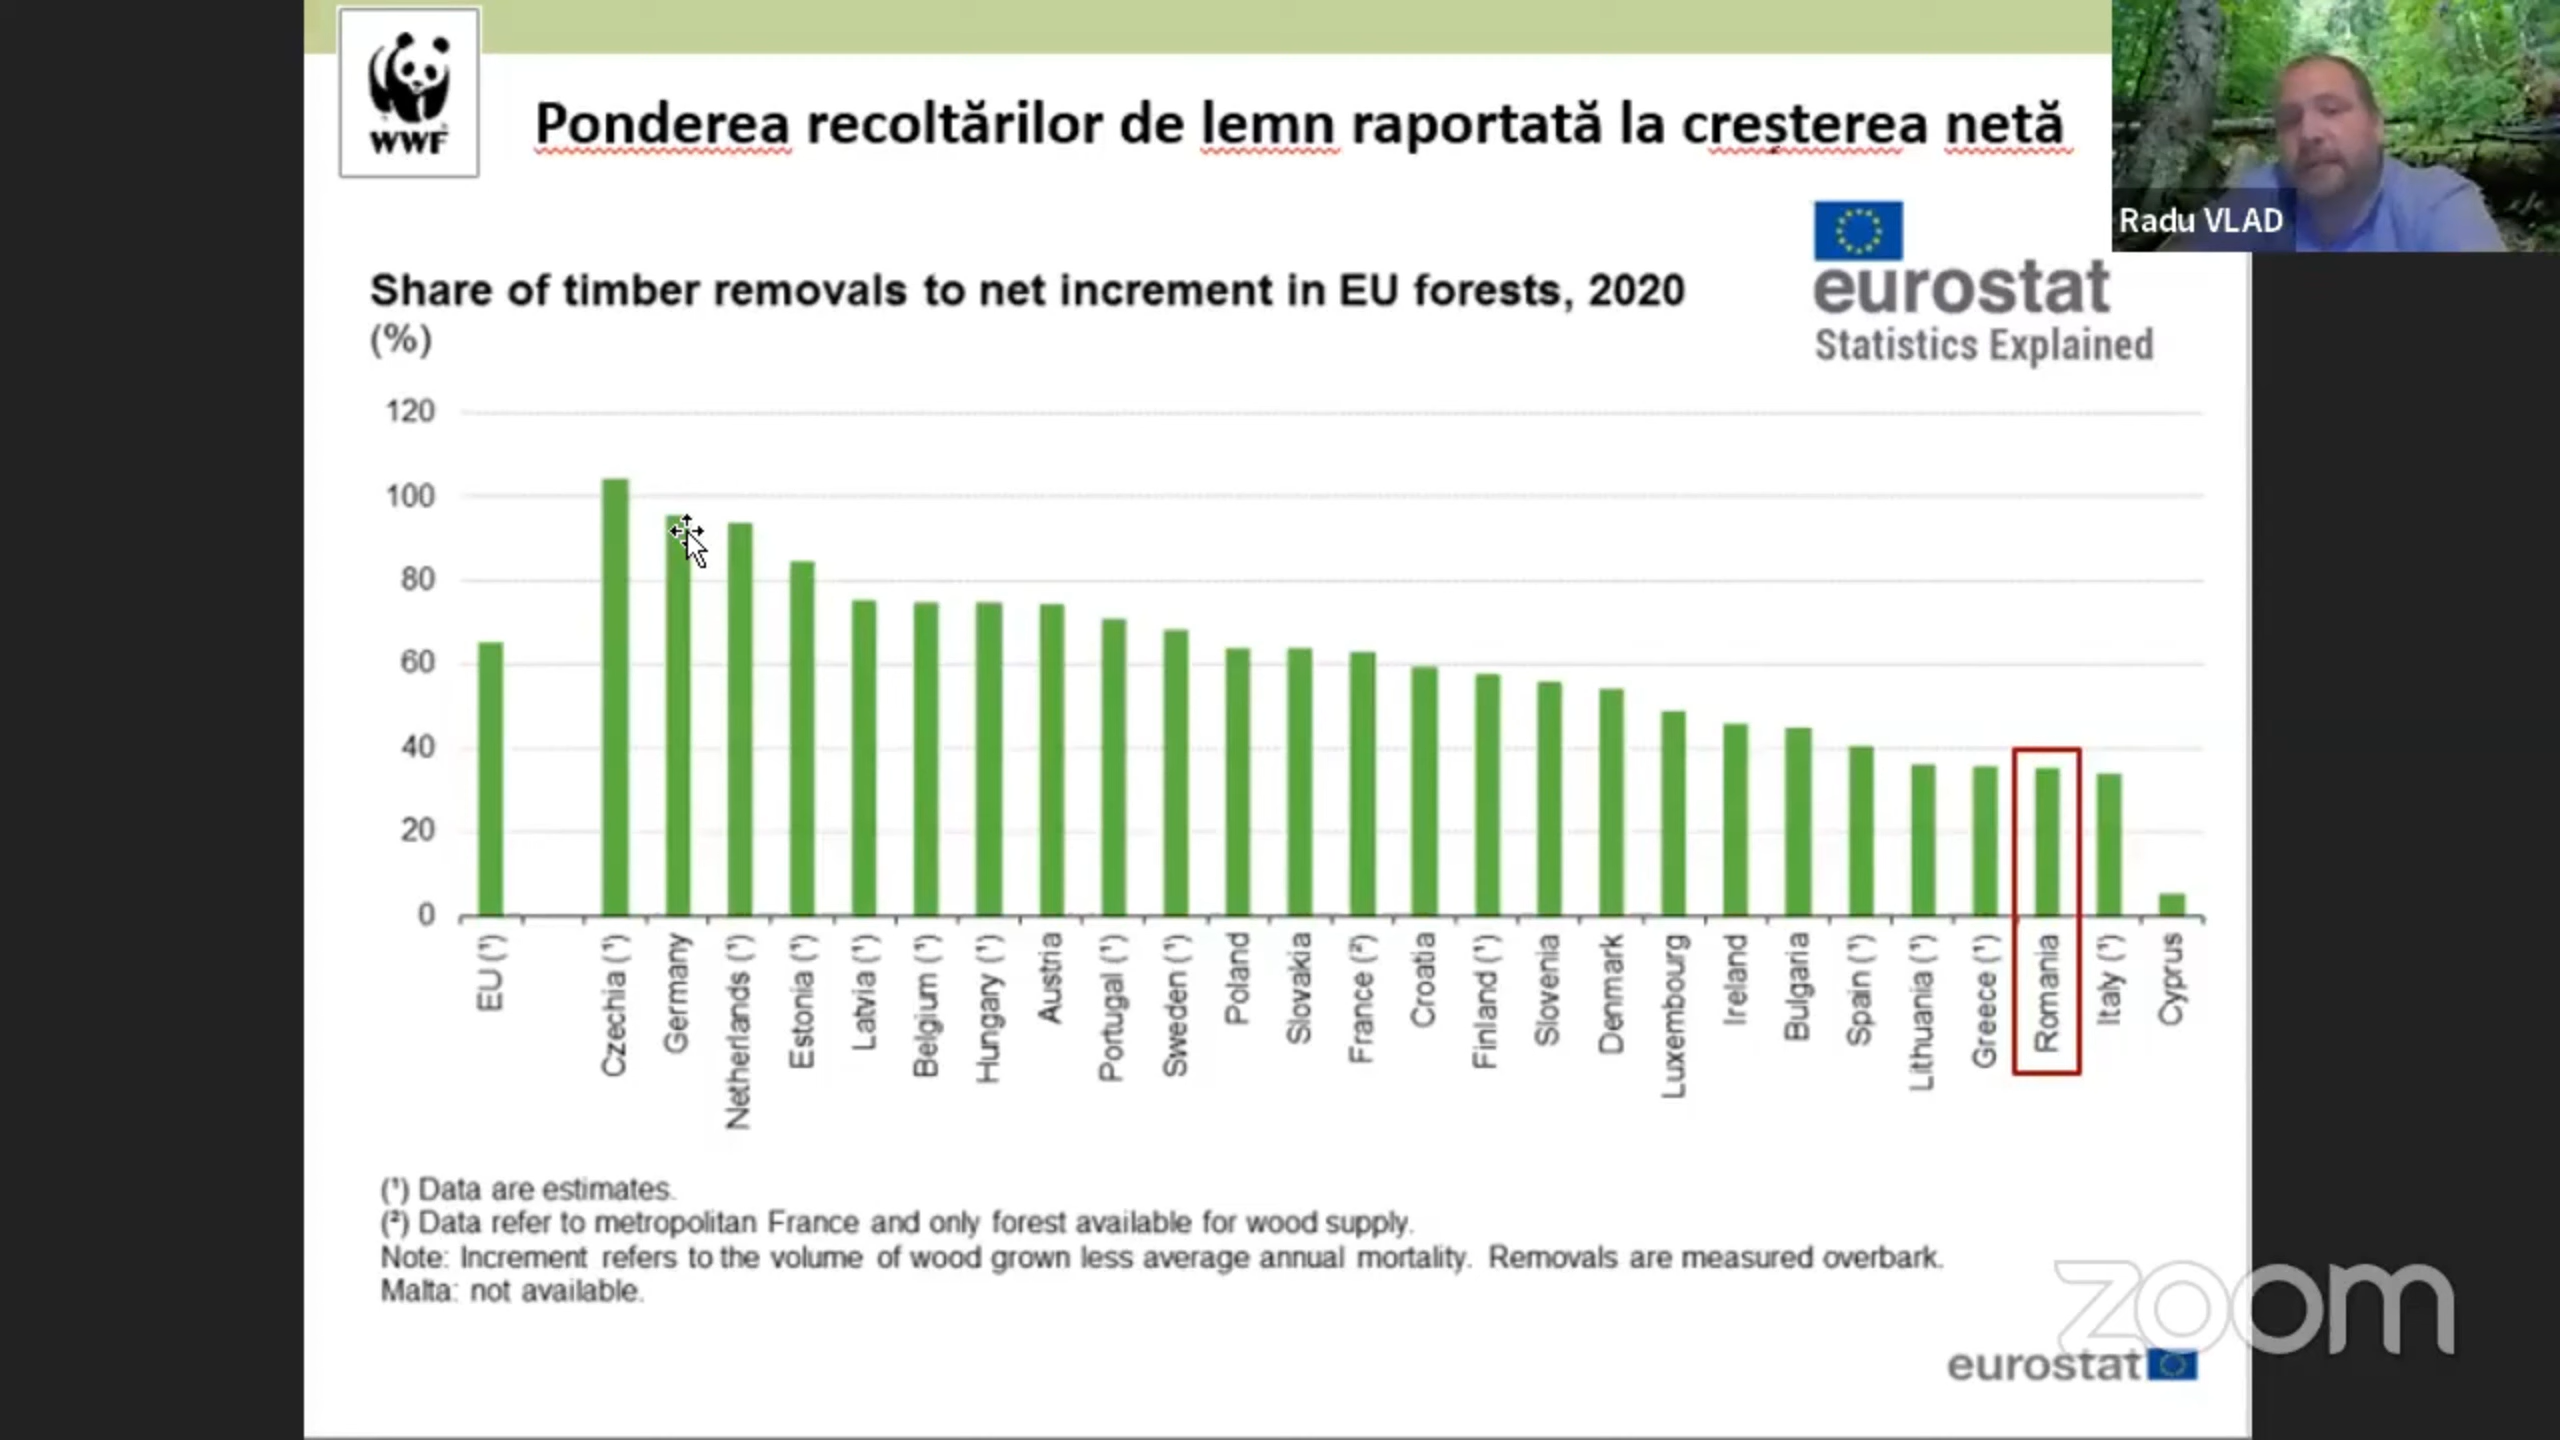 WWF
Ponderea recoltărilor de lemn raportată la creșterea netă
Radu VLAD
Share of timber removals to net increment in EU forests, 2020
(%)
eurostat
Statistics Explained
120
100
80
60
40
20
0
EU (¹)
Czechia (¹)
Germany
Netherlands (¹)
Estonia (¹)
Latvia (¹)
Belgium (¹)
Hungary (¹)
Austria
Portugal (¹)
Sweden (¹)
Poland
Slovakia
France (²)
Croatia
Finland (¹)
Slovenia
Denmark
Luxembourg
Ireland
Bulgaria
Spain (¹)
Lithuania (¹)
Greece (¹)
Romania
Italy (¹)
Cyprus
(¹) Data are estimates.
(²) Data refer to metropolitan France and only forest available for wood supply.
Note: Increment refers to the volume of wood grown less average annual mortality. Removals are measured overbark.
Malta: not available.
zoom
eurostat